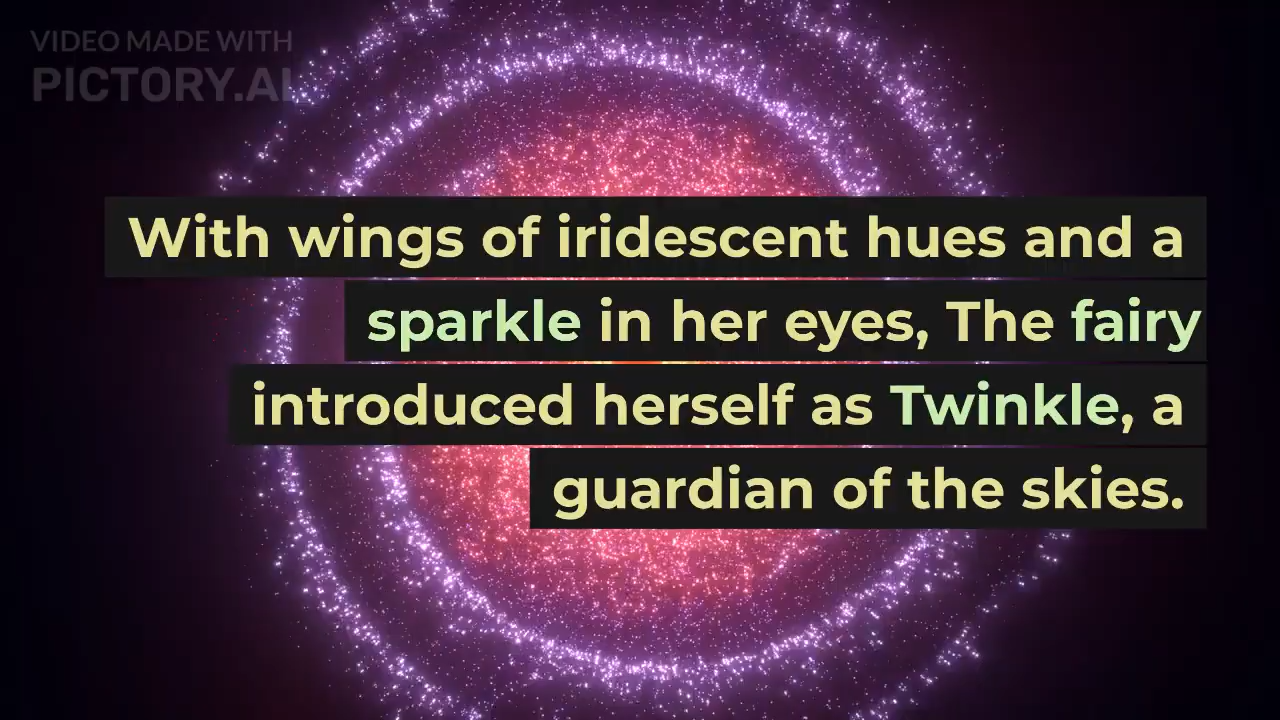 VIDEO MADE WITH
PICTORY.AI
With wings of iridescent hues and a
sparkle in her eyes, The fairy
introduced herself as Twinkle, a
guardian of the skies.